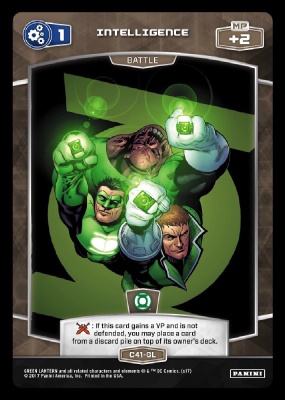 1
INTELLIGENCE
MP
+2
BATTLE
: If this card gains a VP and is not
defended, you may place a card
from a discard pile on top of its owner's deck.
C41-GL
GREEN LANTERN and all related characters and elements © & ™ DC Comics. (s17)
© 2017 Panini America, Inc. Printed in the USA.
PANINI